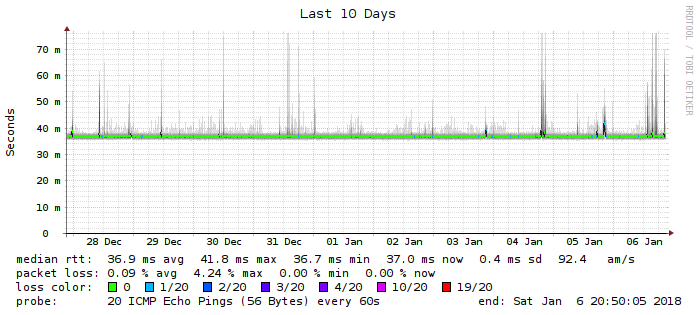 Last 10 Days
RRDTOOL / TOBI OETIKER
Seconds
70 m
60 m
50 m
40 m
30 m
20 m
10 m
0
28 Dec 29 Dec 30 Dec 31 Dec 01 Jan 02 Jan 03 Jan 04 Jan 05 Jan 06 Jan
median rtt: 36.9 ms avg 41.8 ms max 36.7 ms min 37.0 ms now 0.4 ms sd 92.4 am/s
packet loss: 0.09 % avg 4.24 % max 0.00 % min 0.00 % now
loss color: 0 1/20 2/20 3/20 4/20 10/20 19/20
probe: 20 ICMP Echo Pings (56 Bytes) every 60s end: Sat Jan 6 20:50:05 2018